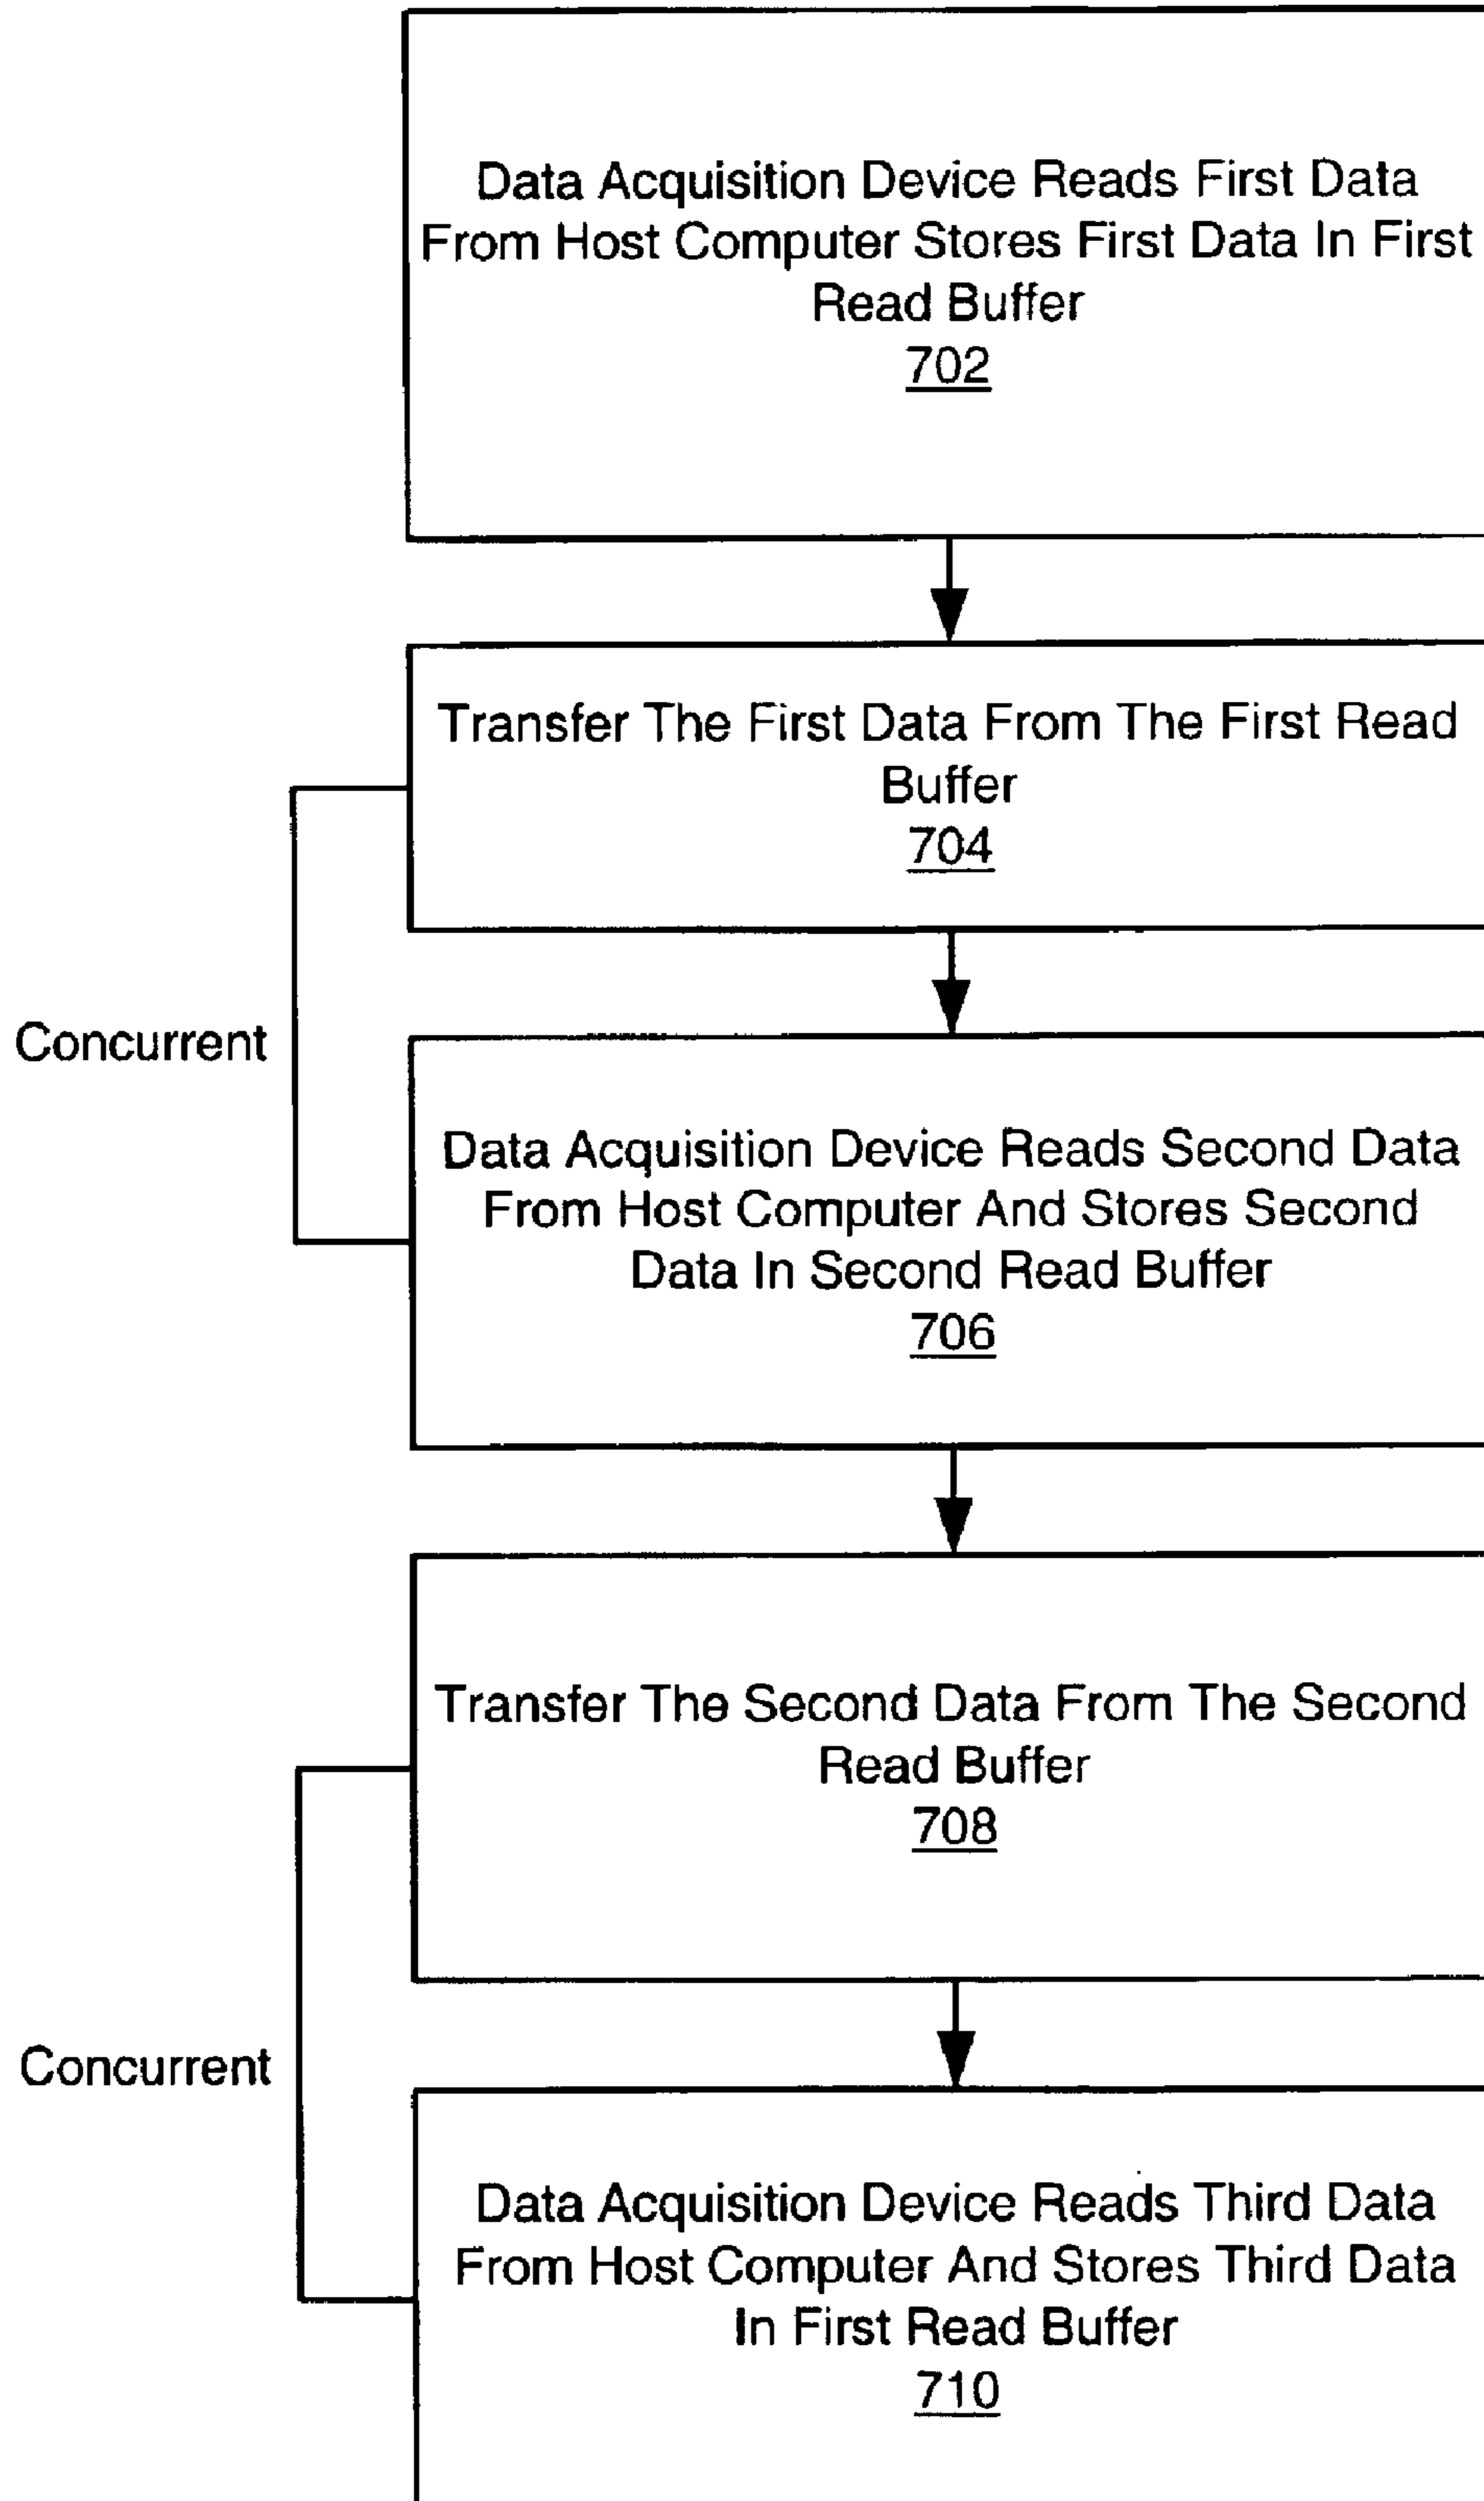 Data Acquisition Device Reads First Data
From Host Computer Stores First Data In First
Read Buffer
702
Transfer The First Data From The First Read
Buffer
704
Concurrent
Data Acquisition Device Reads Second Data
From Host Computer And Stores Second
Data In Second Read Buffer
706
Transfer The Second Data From The Second
Read Buffer
708
Concurrent
Data Acquisition Device Reads Third Data
From Host Computer And Stores Third Data
In First Read Buffer
710